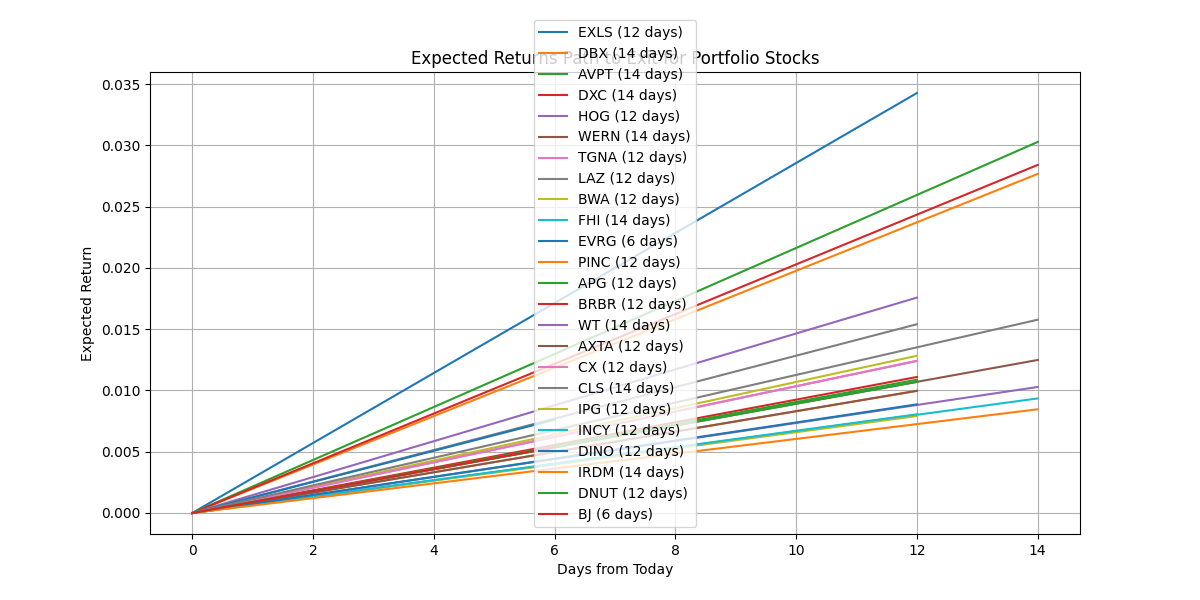 Expected Returns Path to Exit for Portfolio Stocks
EXLS (12 days)
DBX (14 days)
AVPT (14 days)
DXC (14 days)
HOG (12 days)
WERN (14 days)
TGNA (12 days)
LAZ (12 days)
BWA (12 days)
FHI (14 days)
EVRG (6 days)
PINC (12 days)
APG (12 days)
BRBR (12 days)
WT (14 days)
AXTA (12 days)
CX (12 days)
CLS (14 days)
IPG (12 days)
INCY (12 days)
DINO (12 days)
IRDM (14 days)
DNUT (12 days)
BJ (6 days)
Expected Return
0.035
0.030
0.025
0.020
0.015
0.010
0.005
0.000
0 2 4 6 8 10 12 14
Days from Today